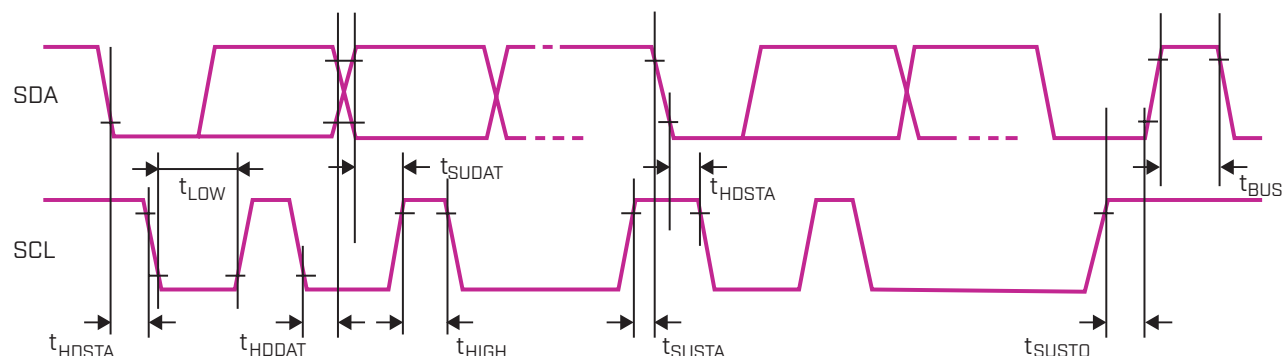 SDA
tSUDAT
tLOW
tHDSTA
tBUS
SCL
tHDSTA
tHDDAT
tHIGH
tSUSTA
tSUSTO